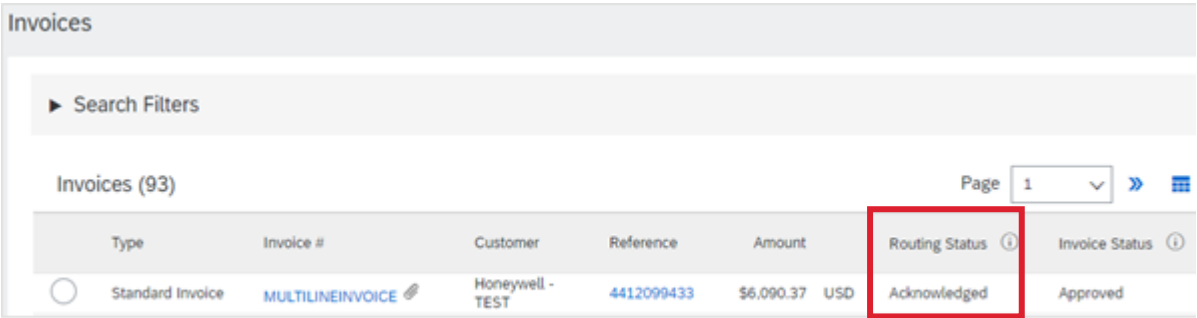 Invoices
► Search Filters
Invoices (93)
Page 1
Type Invoice # Customer Reference Amount Routing Status Invoice Status
Standard Invoice MULTILINEINVOICE Honeywell - TEST 4412099433 $6,090.37 USD Acknowledged Approved